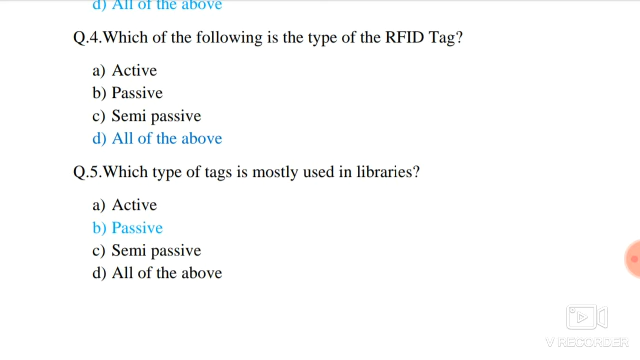 d) All of the above
Q.4.Which of the following is the type of the RFID Tag?
a) Active
b) Passive
c) Semi passive
d) All of the above
Q.5.Which type of tags is mostly used in libraries?
a) Active
b) Passive
c) Semi passive
d) All of the above
V RECORDER